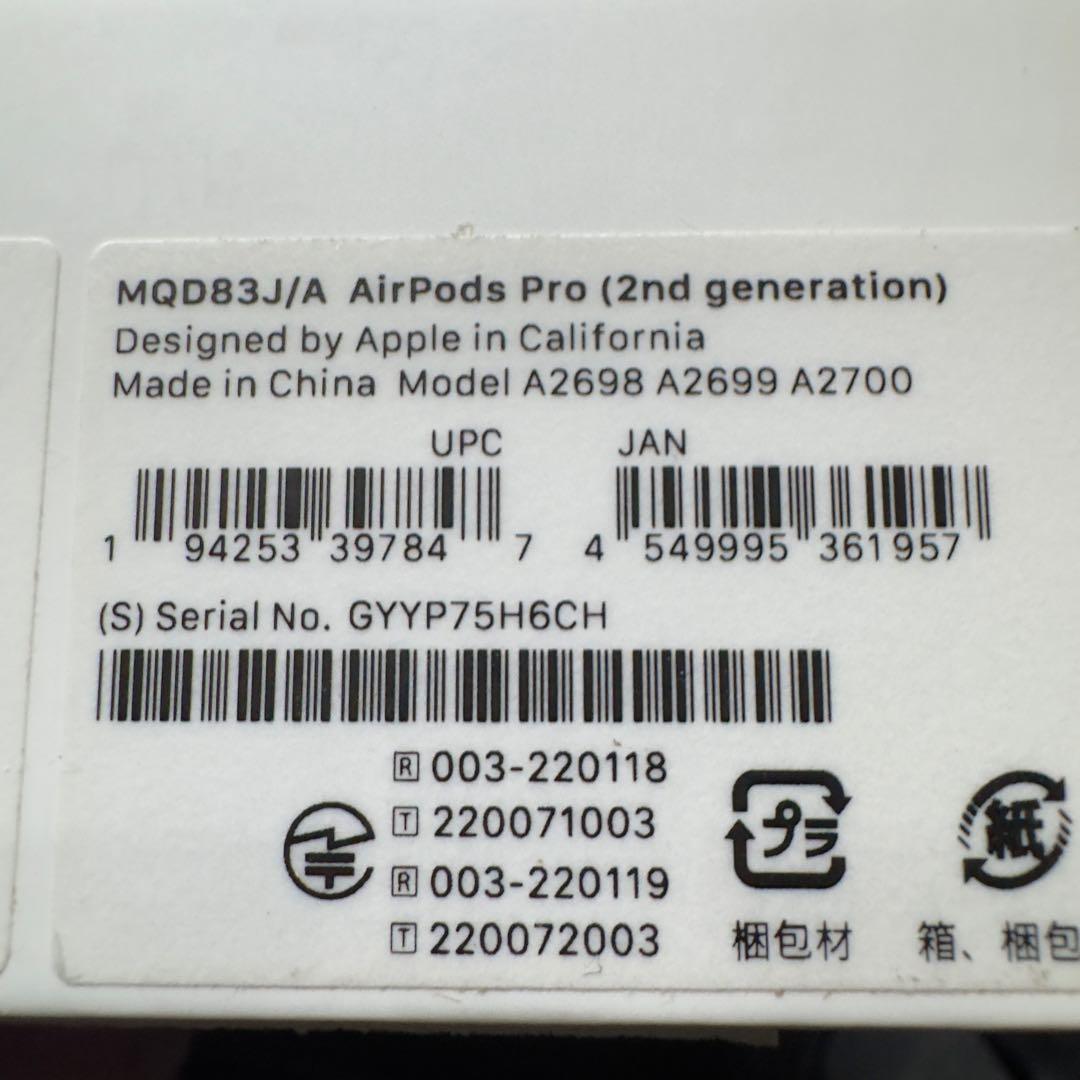 MQD83J/A AirPods Pro (2nd generation)
Designed by Apple in California
Made in China Model A2698 A2699 A2700
UPC JAN
1 94253 39784 7 4 549995 361957
(S) Serial No. GYYP75H6CH
R 003-220118
T 220071003
R 003-220119
T 220072003
プラ
紙
梱包材
箱、梱包